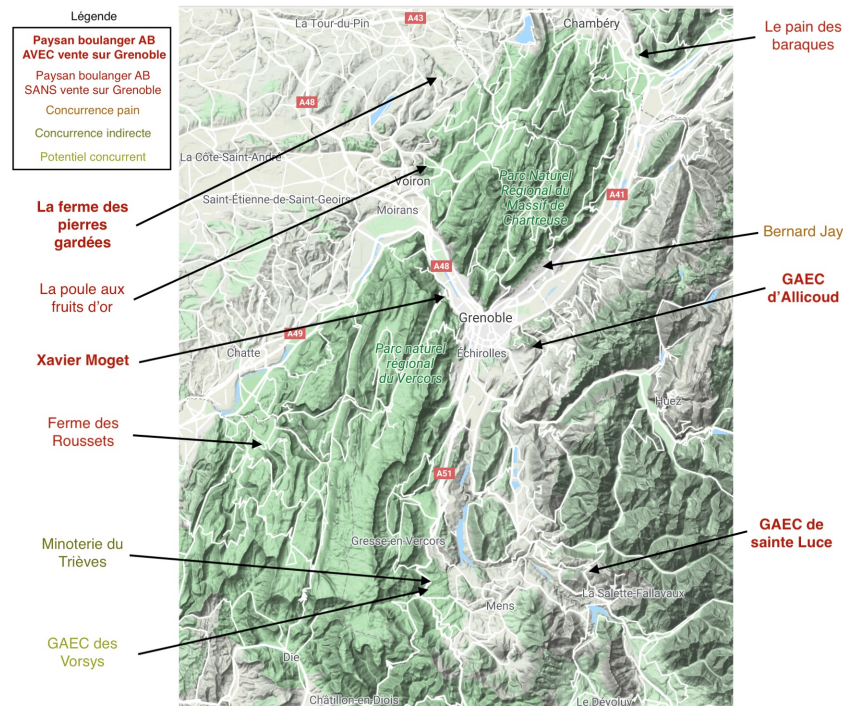 Légende
Paysan boulanger AB
AVEC vente sur Grenoble
Paysan boulanger AB
SANS vente sur Grenoble
Concurrence pain
Concurrence indirecte
Potentiel concurrent
La ferme des
pierres
gardées
La poule aux
fruits d'or
Xavier Moget
Ferme des
Roussets
Minoterie du
Trièves
GAEC des
Vorsys
La Tour-du-Pin
A43
Chambéry
A48
La Côte-Saint-André
Voiron
Saint-Étienne-de-Saint-Geoirs
Moirans
Parc Naturel
Régional du
Massif de
Chartreuse
A41
A48
Grenoble
A49
Chatte
Échirolles
Parc naturel
régional
du Vercors
Huez
A51
Gresse-en-Vercors
La Salette-Fallavaux
Mens
Die
Châtillon-en-Diois
Le Dévoluy
Le pain des
baraques
Bernard Jay
GAEC
d'Allicoud
GAEC de
sainte Luce